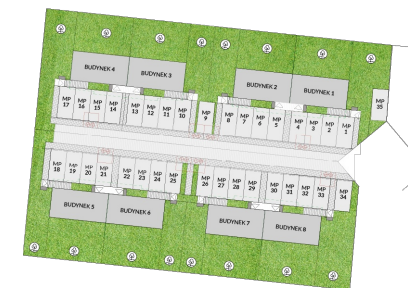 BUDYNEK 4
BUDYNEK 3
BUDYNEK 2
BUDYNEK 1
MP 17
MP 16
MP 15
MP 14
MP 13
MP 12
MP 11
MP 10
MP 9
MP 8
MP 7
MP 6
MP 5
MP 4
MP 3
MP 2
MP 1
MP 35
MP 18
MP 19
MP 20
MP 21
MP 22
MP 23
MP 24
MP 25
MP 26
MP 27
MP 28
MP 29
MP 30
MP 31
MP 32
MP 33
MP 34
BUDYNEK 5
BUDYNEK 6
BUDYNEK 7
BUDYNEK 8